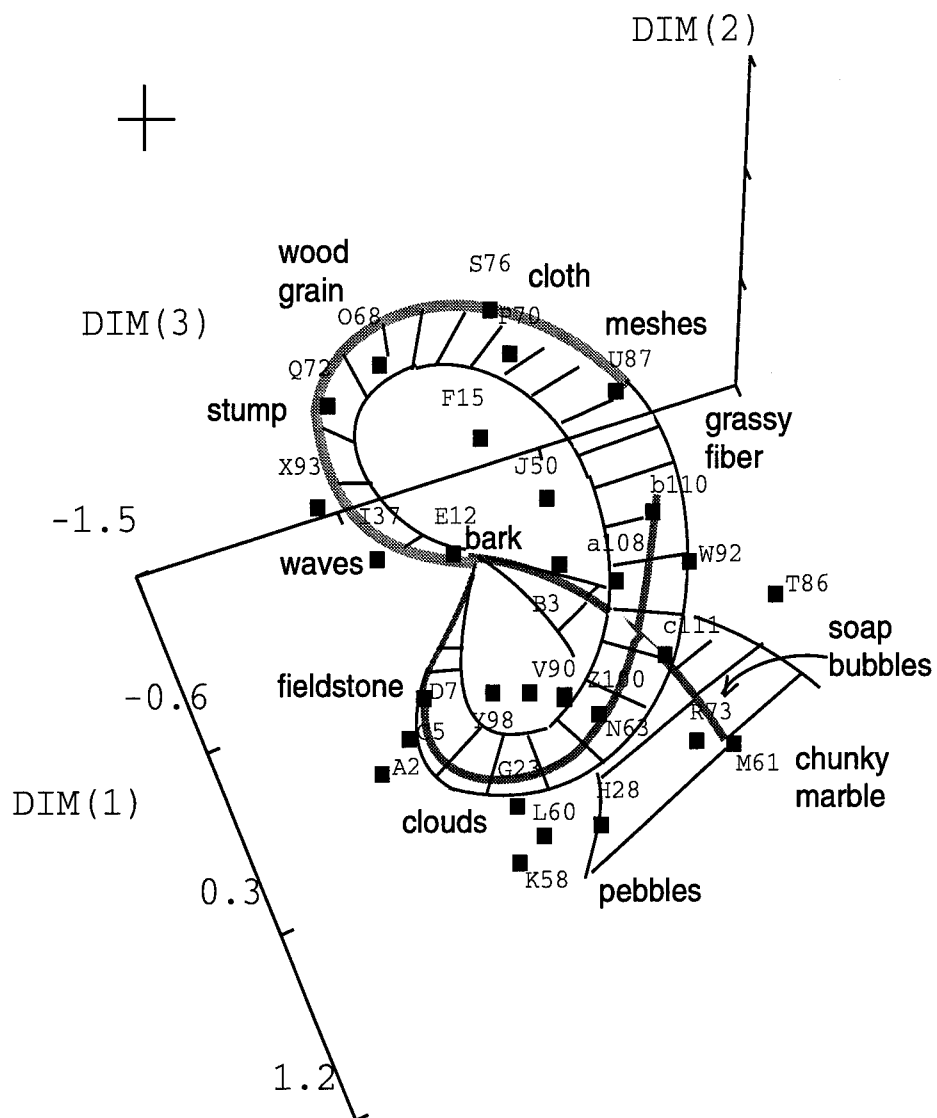 DIM(2)
wood
grain
S76
cloth
O68
P70
DIM(3)
meshes
U87
Q72
F15
stump
grassy
fiber
J50
X93
b110
-1.5
I37
E12
bark
a108
W92
waves
T86
B3
c111
soap
bubbles
V90
Z100
fieldstone
D7
-0.6
R73
Y98
N63
C5
M61
A2
G23
chunky
marble
H28
DIM(1)
L60
clouds
K58
0.3
pebbles
1.2